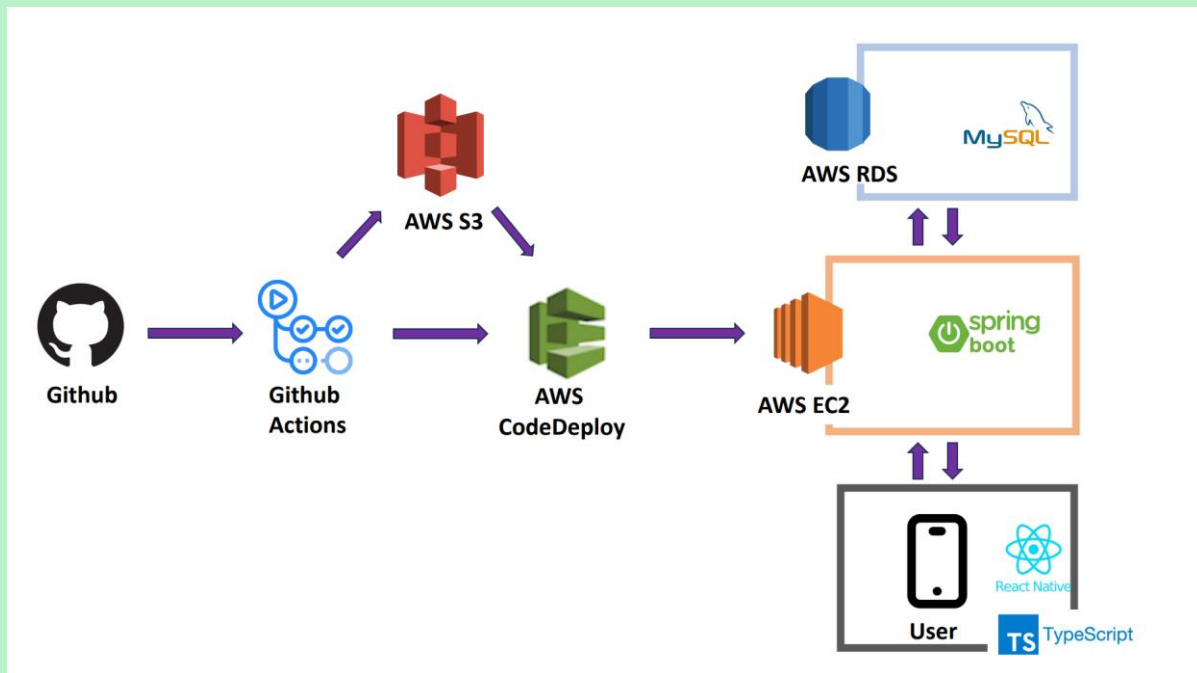 AWS S3
Github
Github
Actions
AWS
CodeDeploy
AWS EC2
AWS RDS
MySQL
spring
boot
User
React Native
TS TypeScript